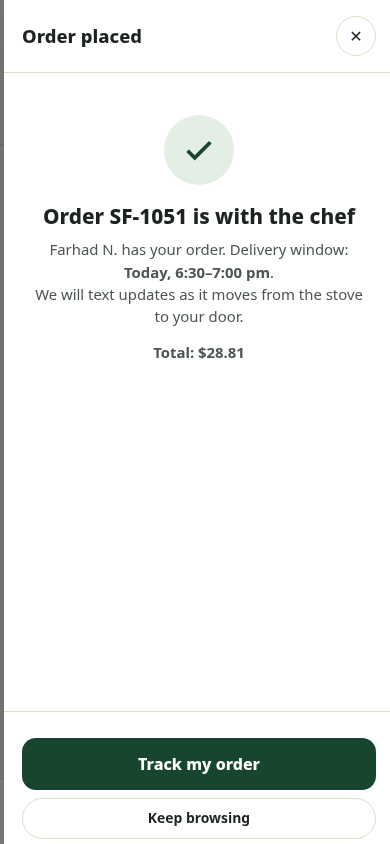 Order placed
Order SF-1051 is with the chef
Farhad N. has your order. Delivery window:
Today, 6:30–7:00 pm.
We will text updates as it moves from the stove
to your door.
Total: $28.81
Track my order
Keep browsing